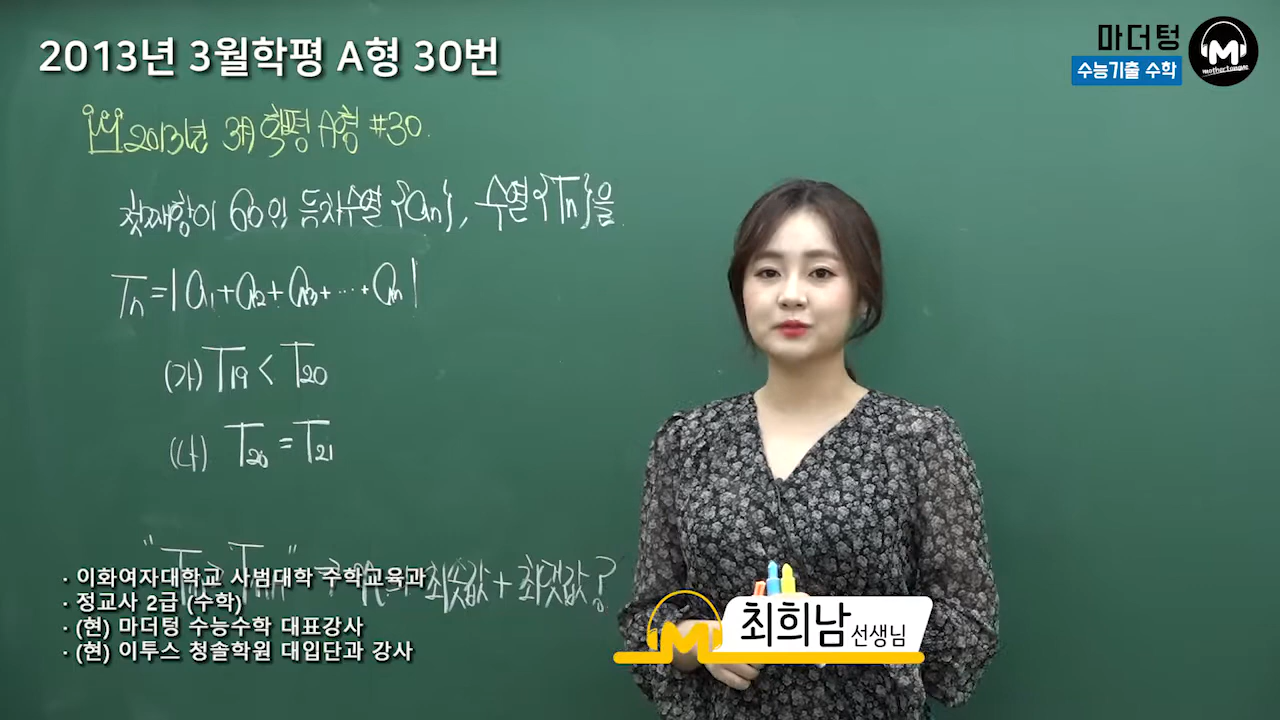 2013년 3월학평 A형 30번
마더텅
수능기출 수학
mother tongue
2013년 3월 학평 A형 #30.
첫째항이 60인 등차수열 {an}, 수열 {Tn}을
Tn=|a1+a2+a3+…+an|
(가) T19 < T20
(나) T20 = T21
최솟값 + 최댓값?
· 이화여자대학교 사범대학 수학교육과
· 정교사 2급 (수학)
· (현) 마더텅 수능수학 대표강사
· (현) 이투스 청솔학원 대입단과 강사
최희남 선생님